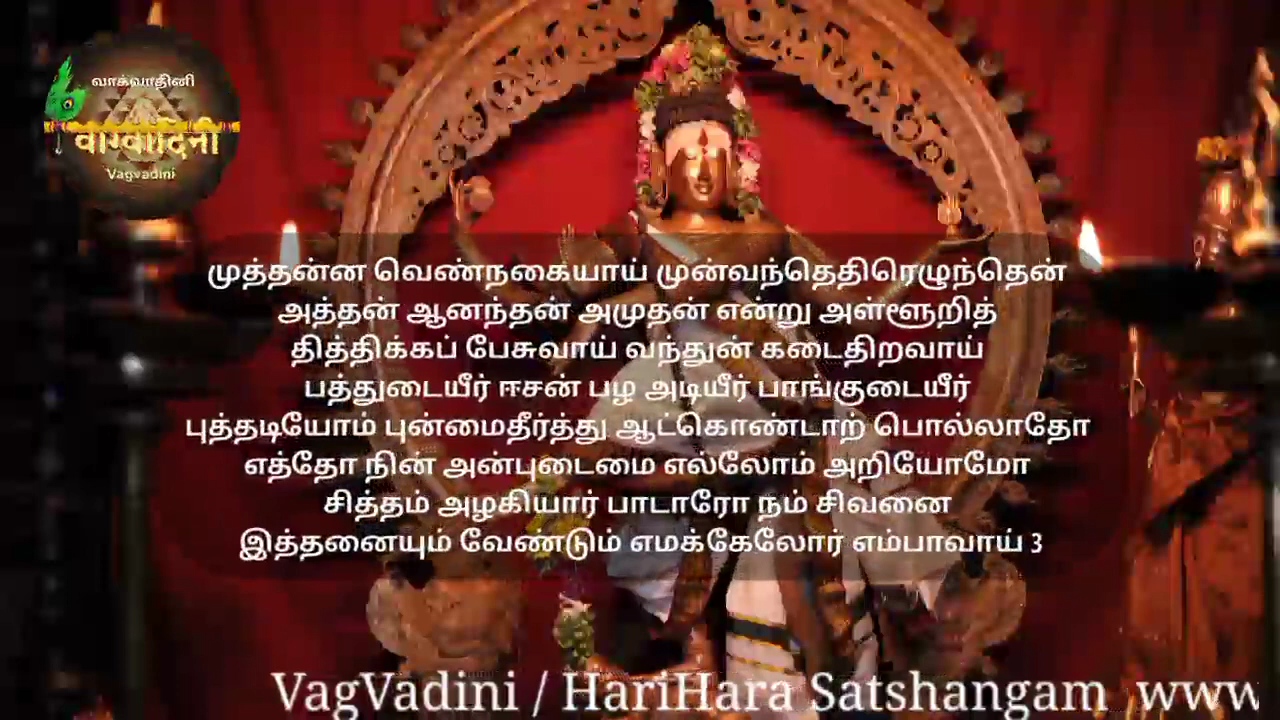 வாக்வாதினி
वाग्वादिनी
Vagvadini
முத்தன்ன வெண்நகையாய் முன்வந்தெதிரெழுந்தென்
அத்தன் ஆனந்தன் அமுதன் என்று அள்ளூறித்
தித்திக்கப் பேசுவாய் வந்துன் கடைதிறவாய்
பத்துடையீர் ஈசன் பழ அடியீர் பாங்குடையீர்
புத்தடியோம் புன்மைதீர்த்து ஆட்கொண்டாற் பொல்லாதோ
எத்தோ நின் அன்புடைமை எல்லோம் அறியோமோ
சித்தம் அழகியார் பாடாரோ நம் சிவனை
இத்தனையும் வேண்டும் எமக்கேலோர் எம்பாவாய் 3
VagVadini / HariHara Satshangam www